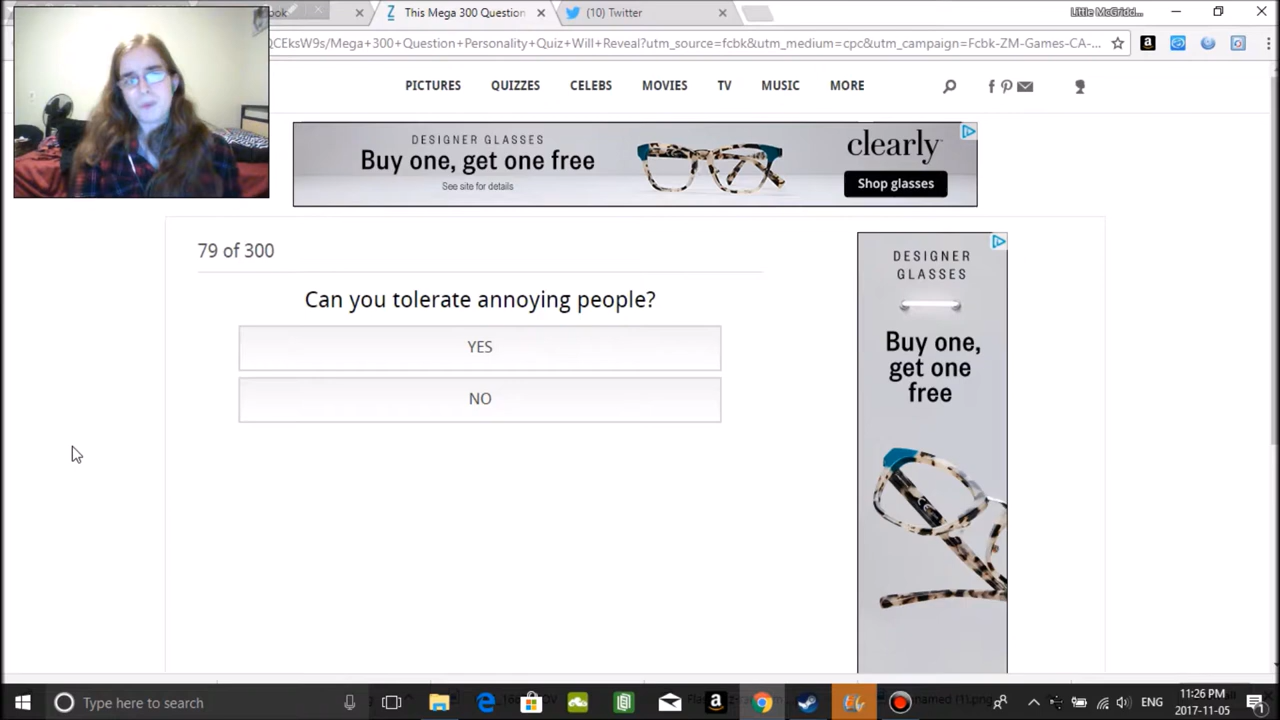 ook
This Mega 300 Question
(10) Twitter
Little McGridd...
QCEksW9s/Mega+300+Question+Personality+Quiz+Will+Reveal?utm_source=fcbk&utm_medium=cpc&utm_campaign=Fcbk-ZM-Games-CA-...
PICTURES QUIZZES CELEBS MOVIES TV MUSIC MORE
DESIGNER GLASSES
Buy one, get one free
See site for details
clearly
Shop glasses
79 of 300
Can you tolerate annoying people?
YES
NO
DESIGNER
GLASSES
Buy one,
get one
free
Type here to search
ENG
11:26 PM
2017-11-05